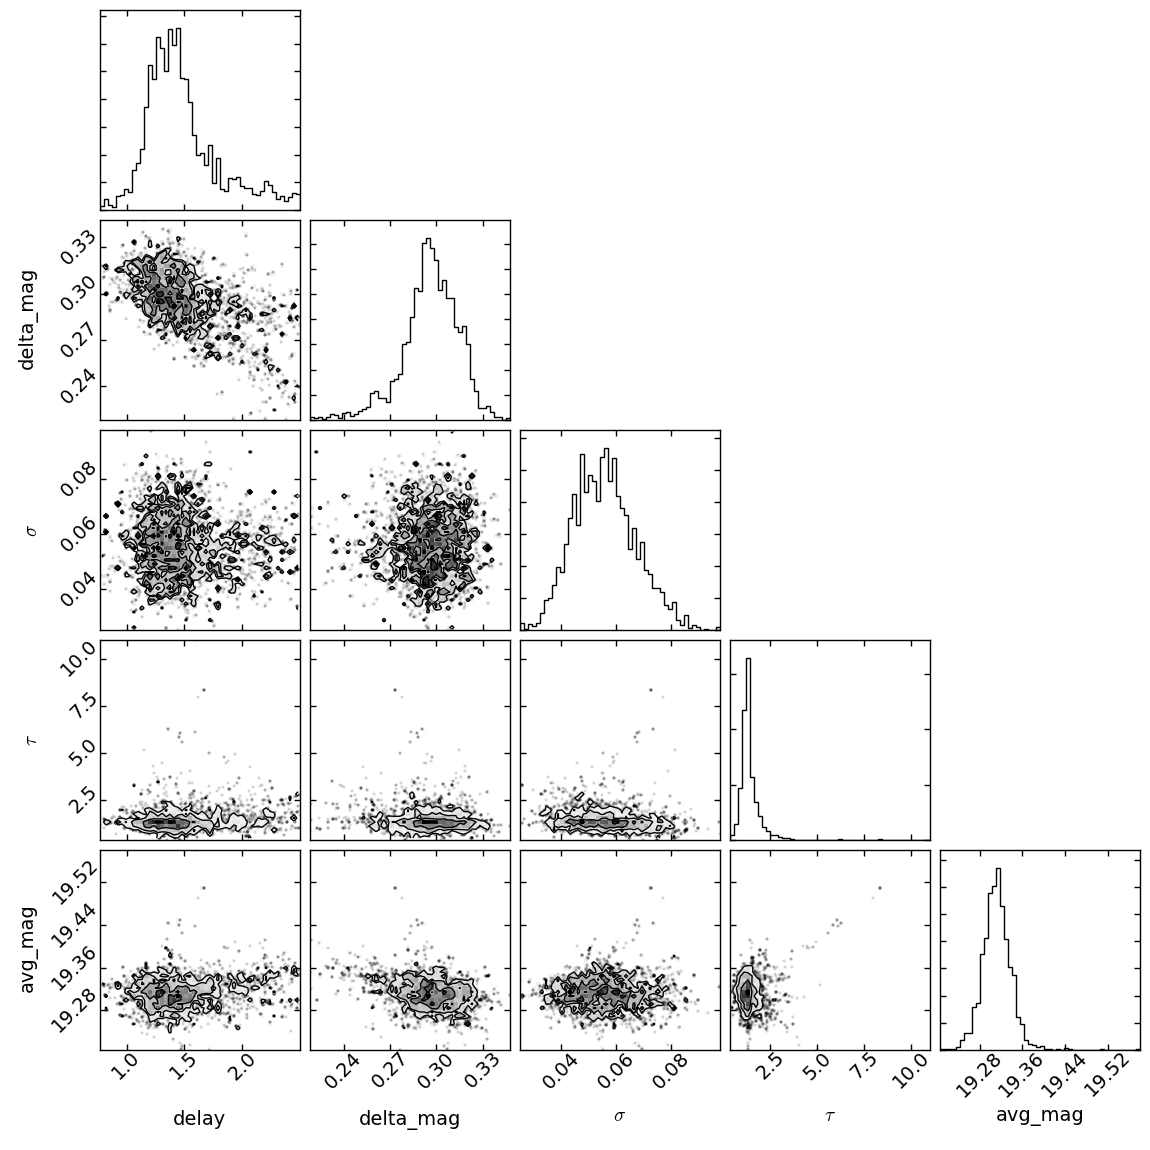 0.33
0.30
0.27
0.24
delta_mag
0.08
0.06
0.04
σ
10.0
7.5
5.0
2.5
τ
19.52
19.44
19.36
19.28
avg_mag
1.0 1.5 2.0
0.24 0.27 0.30 0.33
0.04 0.06 0.08
2.5 5.0 7.5 10.0
19.28 19.36 19.44 19.52
delay delta_mag σ τ avg_mag